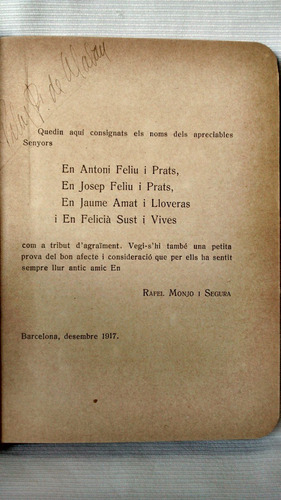 Quedin aquí consignats els noms dels apreciables
Senyors
En Antoni Feliu i Prats,
En Josep Feliu i Prats,
En Jaume Amat i Lloveras
i En Felicià Sust i Vives
com a tribut d'agraïment. Vegi-s'hi també una petita
prova del bon afecte i consideració que per ells ha sentit
sempre llur antic amic En
Rafel Monjo i Segura
Barcelona, desembre 1917.